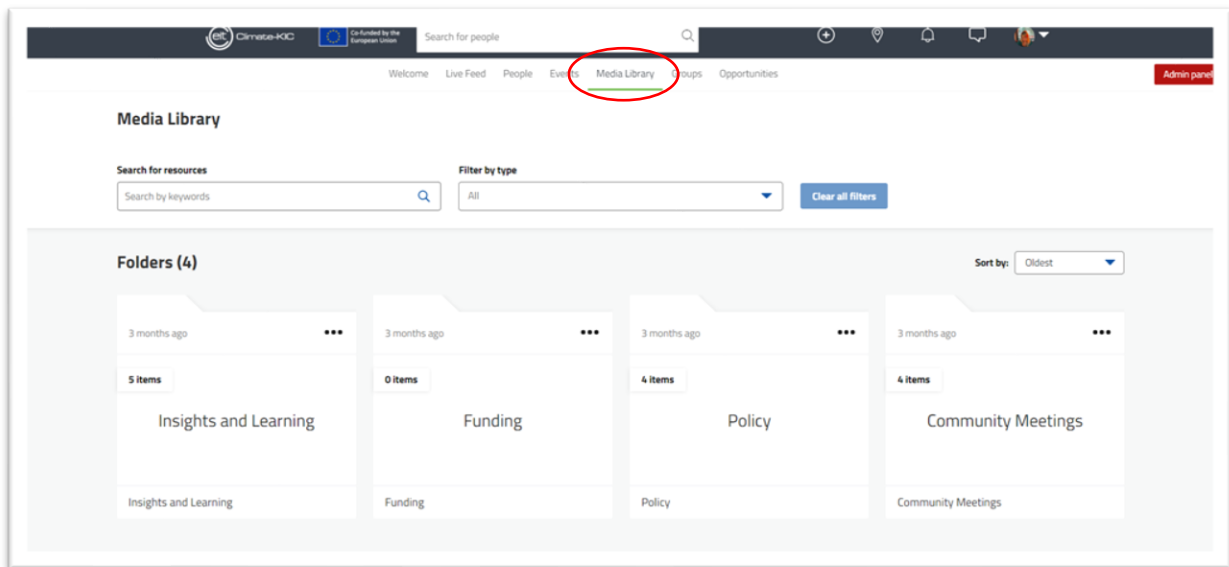 eit Climate-KIC Co-funded by the European Union Search for people
Welcome Live Feed People Events Media Library Groups Opportunities Admin panel
Media Library
Search for resources Filter by type
Search by keywords All Clear all filters
Folders (4) Sort by: Oldest
3 months ago 3 months ago 3 months ago 3 months ago
5 items 0 items 4 items 4 items
Insights and Learning Funding Policy Community Meetings
Insights and Learning Funding Policy Community Meetings